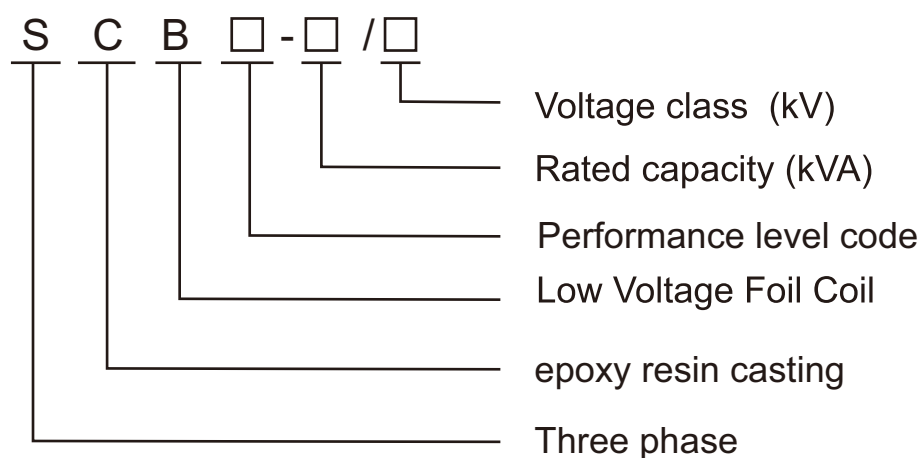 S C B □ - □ / □
Voltage class (kV)
Rated capacity (kVA)
Performance level code
Low Voltage Foil Coil
epoxy resin casting
Three phase